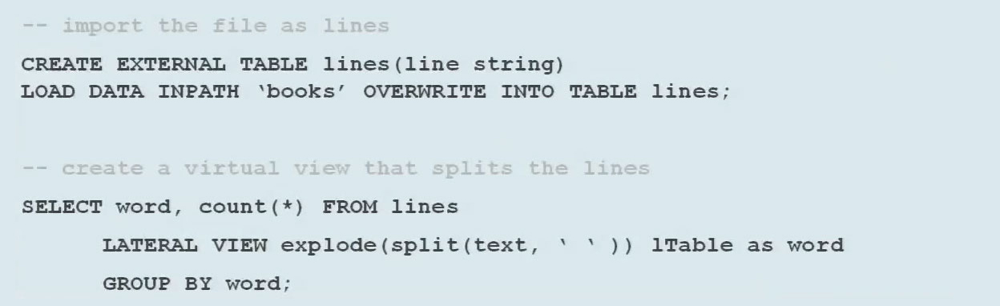 -- import the file as lines
CREATE EXTERNAL TABLE lines(line string)
LOAD DATA INPATH ‘books’ OVERWRITE INTO TABLE lines;
-- create a virtual view that splits the lines
SELECT word, count(*) FROM lines
LATERAL VIEW explode(split(text, ‘ ‘ )) lTable as word
GROUP BY word;